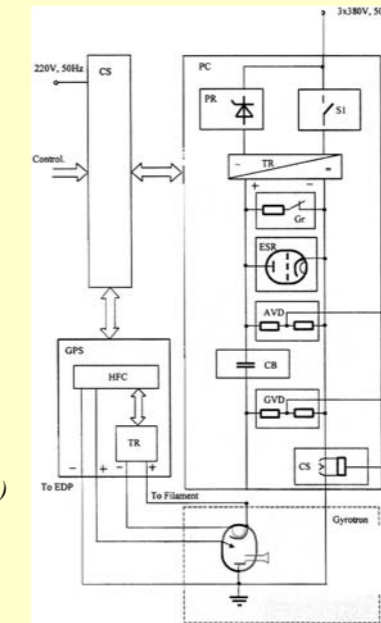 3x380V, 50
220V, 50Hz
CS
PC
PR
S1
Control.
TR
+ −
Gr
ESR
AVD
CB
GVD
GPS
HFC
TR
− + − +
CS
To EDP
To Filament
Gyrotron
)